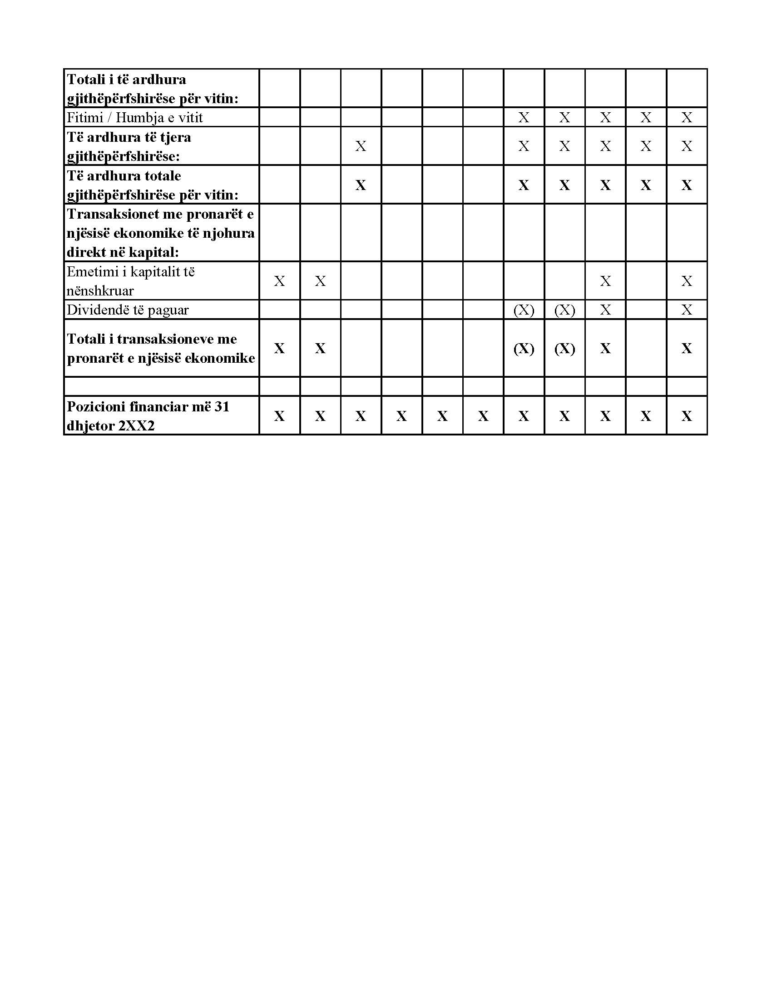 Totali i të ardhura
gjithëpërfshirëse për vitin:
Fitimi / Humbja e vitit X X X X X
Të ardhura të tjera
gjithëpërfshirëse: X X X X X X
Të ardhura totale
gjithëpërfshirëse për vitin: X X X X X X
Transaksionet me pronarët e
njësisë ekonomike të njohura
direkt në kapital:
Emetimi i kapitalit të
nënshkruar X X X X
Dividendë të paguar (X) (X) X X
Totali i transaksioneve me
pronarët e njësisë ekonomike X X (X) (X) X X
Pozicioni financiar më 31
dhjetor 2XX2 X X X X X X X X X X X